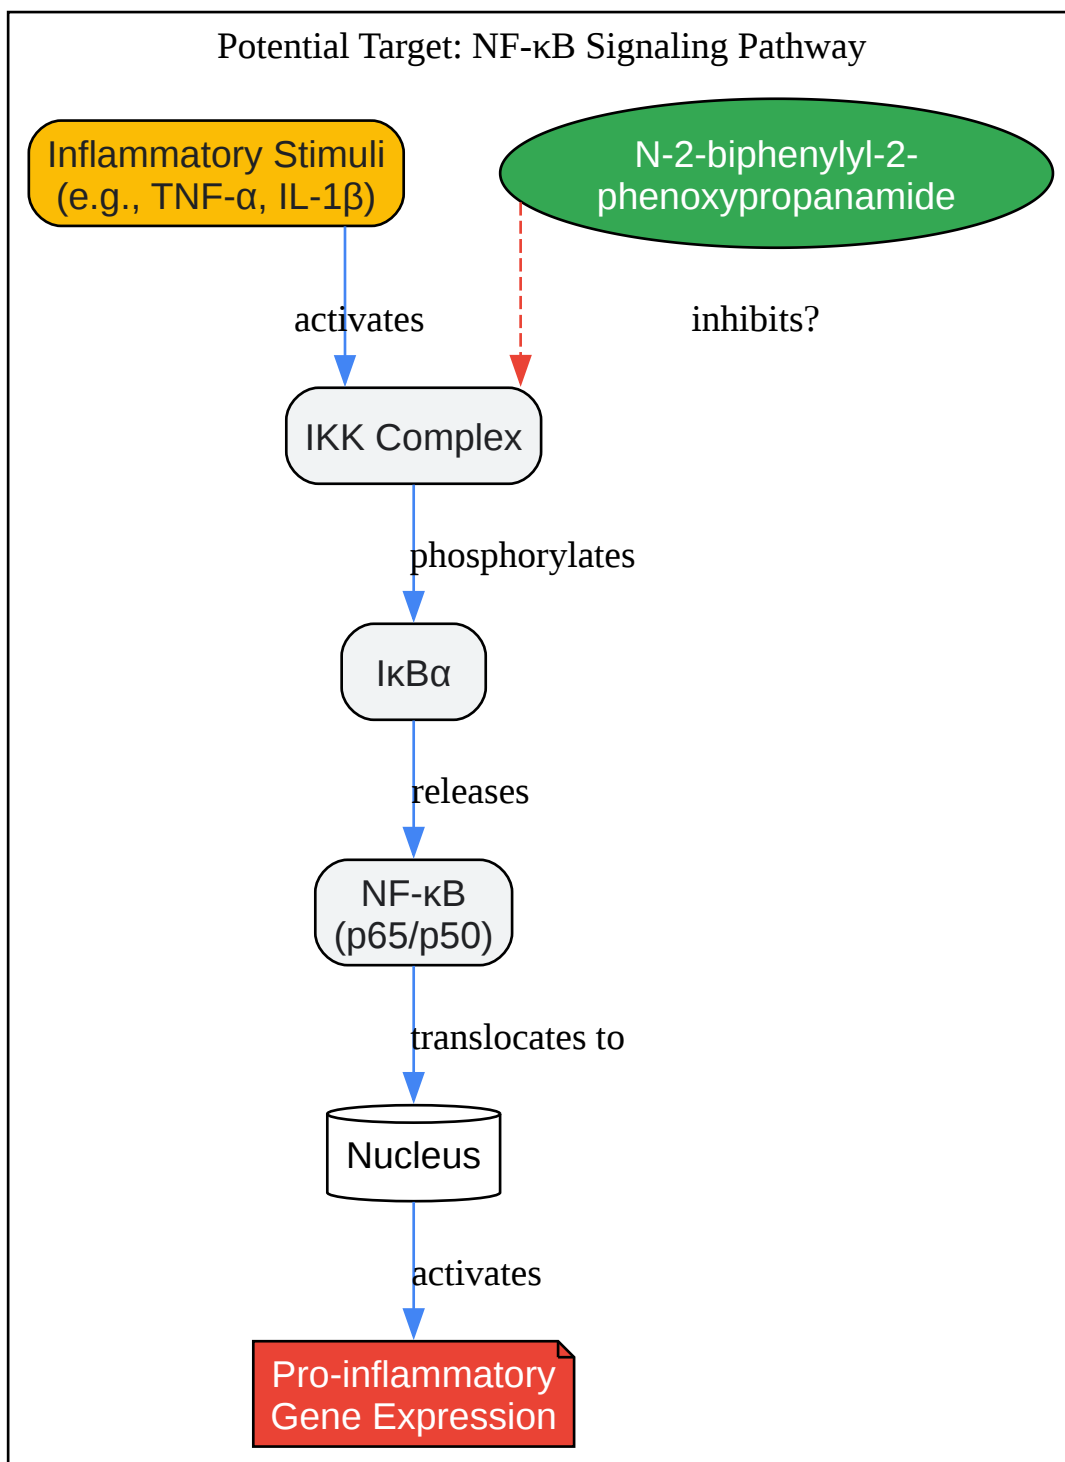 Potential Target: NF-κB Signaling Pathway
Inflammatory Stimuli
(e.g., TNF-α, IL-1β)
N-2-biphenylyl-2-
phenoxypropanamide
activates
inhibits?
IKK Complex
phosphorylates
IκBα
releases
NF-κB
(p65/p50)
translocates to
Nucleus
activates
Pro-inflammatory
Gene Expression